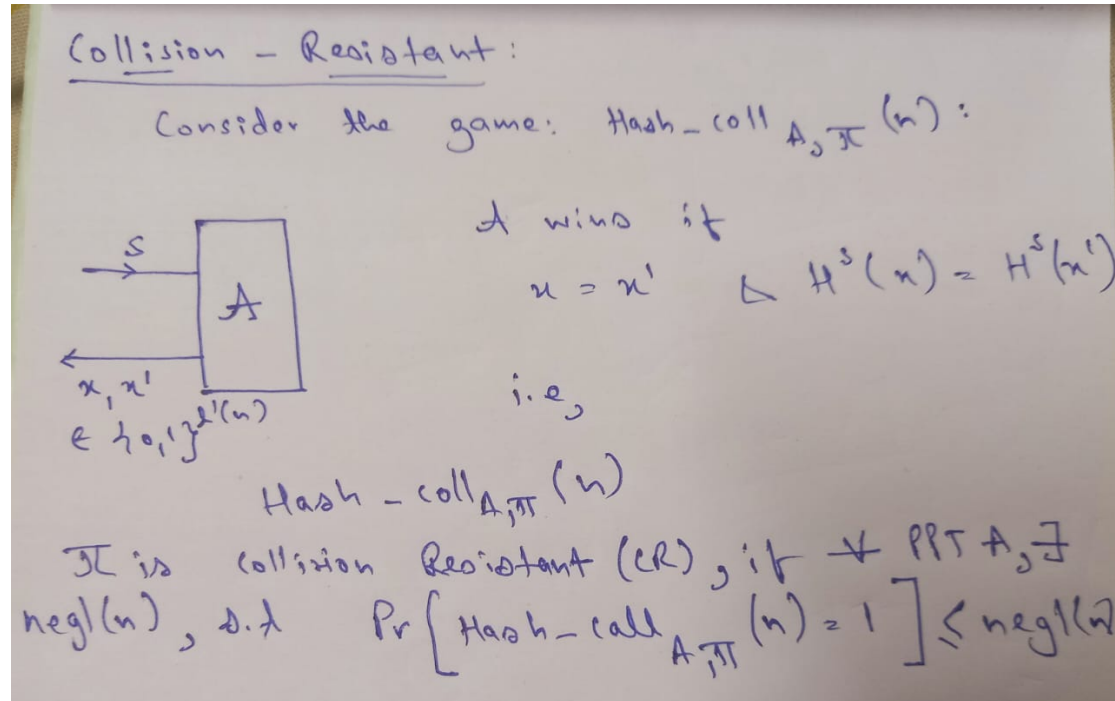 Collision - Resistant:
Consider the game: Hash-coll A,π (n):
A wins if
S
x = x' & H^s(x) = H^s(x')
A
x, x'
i.e,
∈ {0,1}^l'(n)
Hash-coll A,π (n)
π is collision Resistant (CR), if ∀ PPT A, ∃
negl(n), s.t Pr[Hash-call A,π (n) = 1] ≤ negl(n)